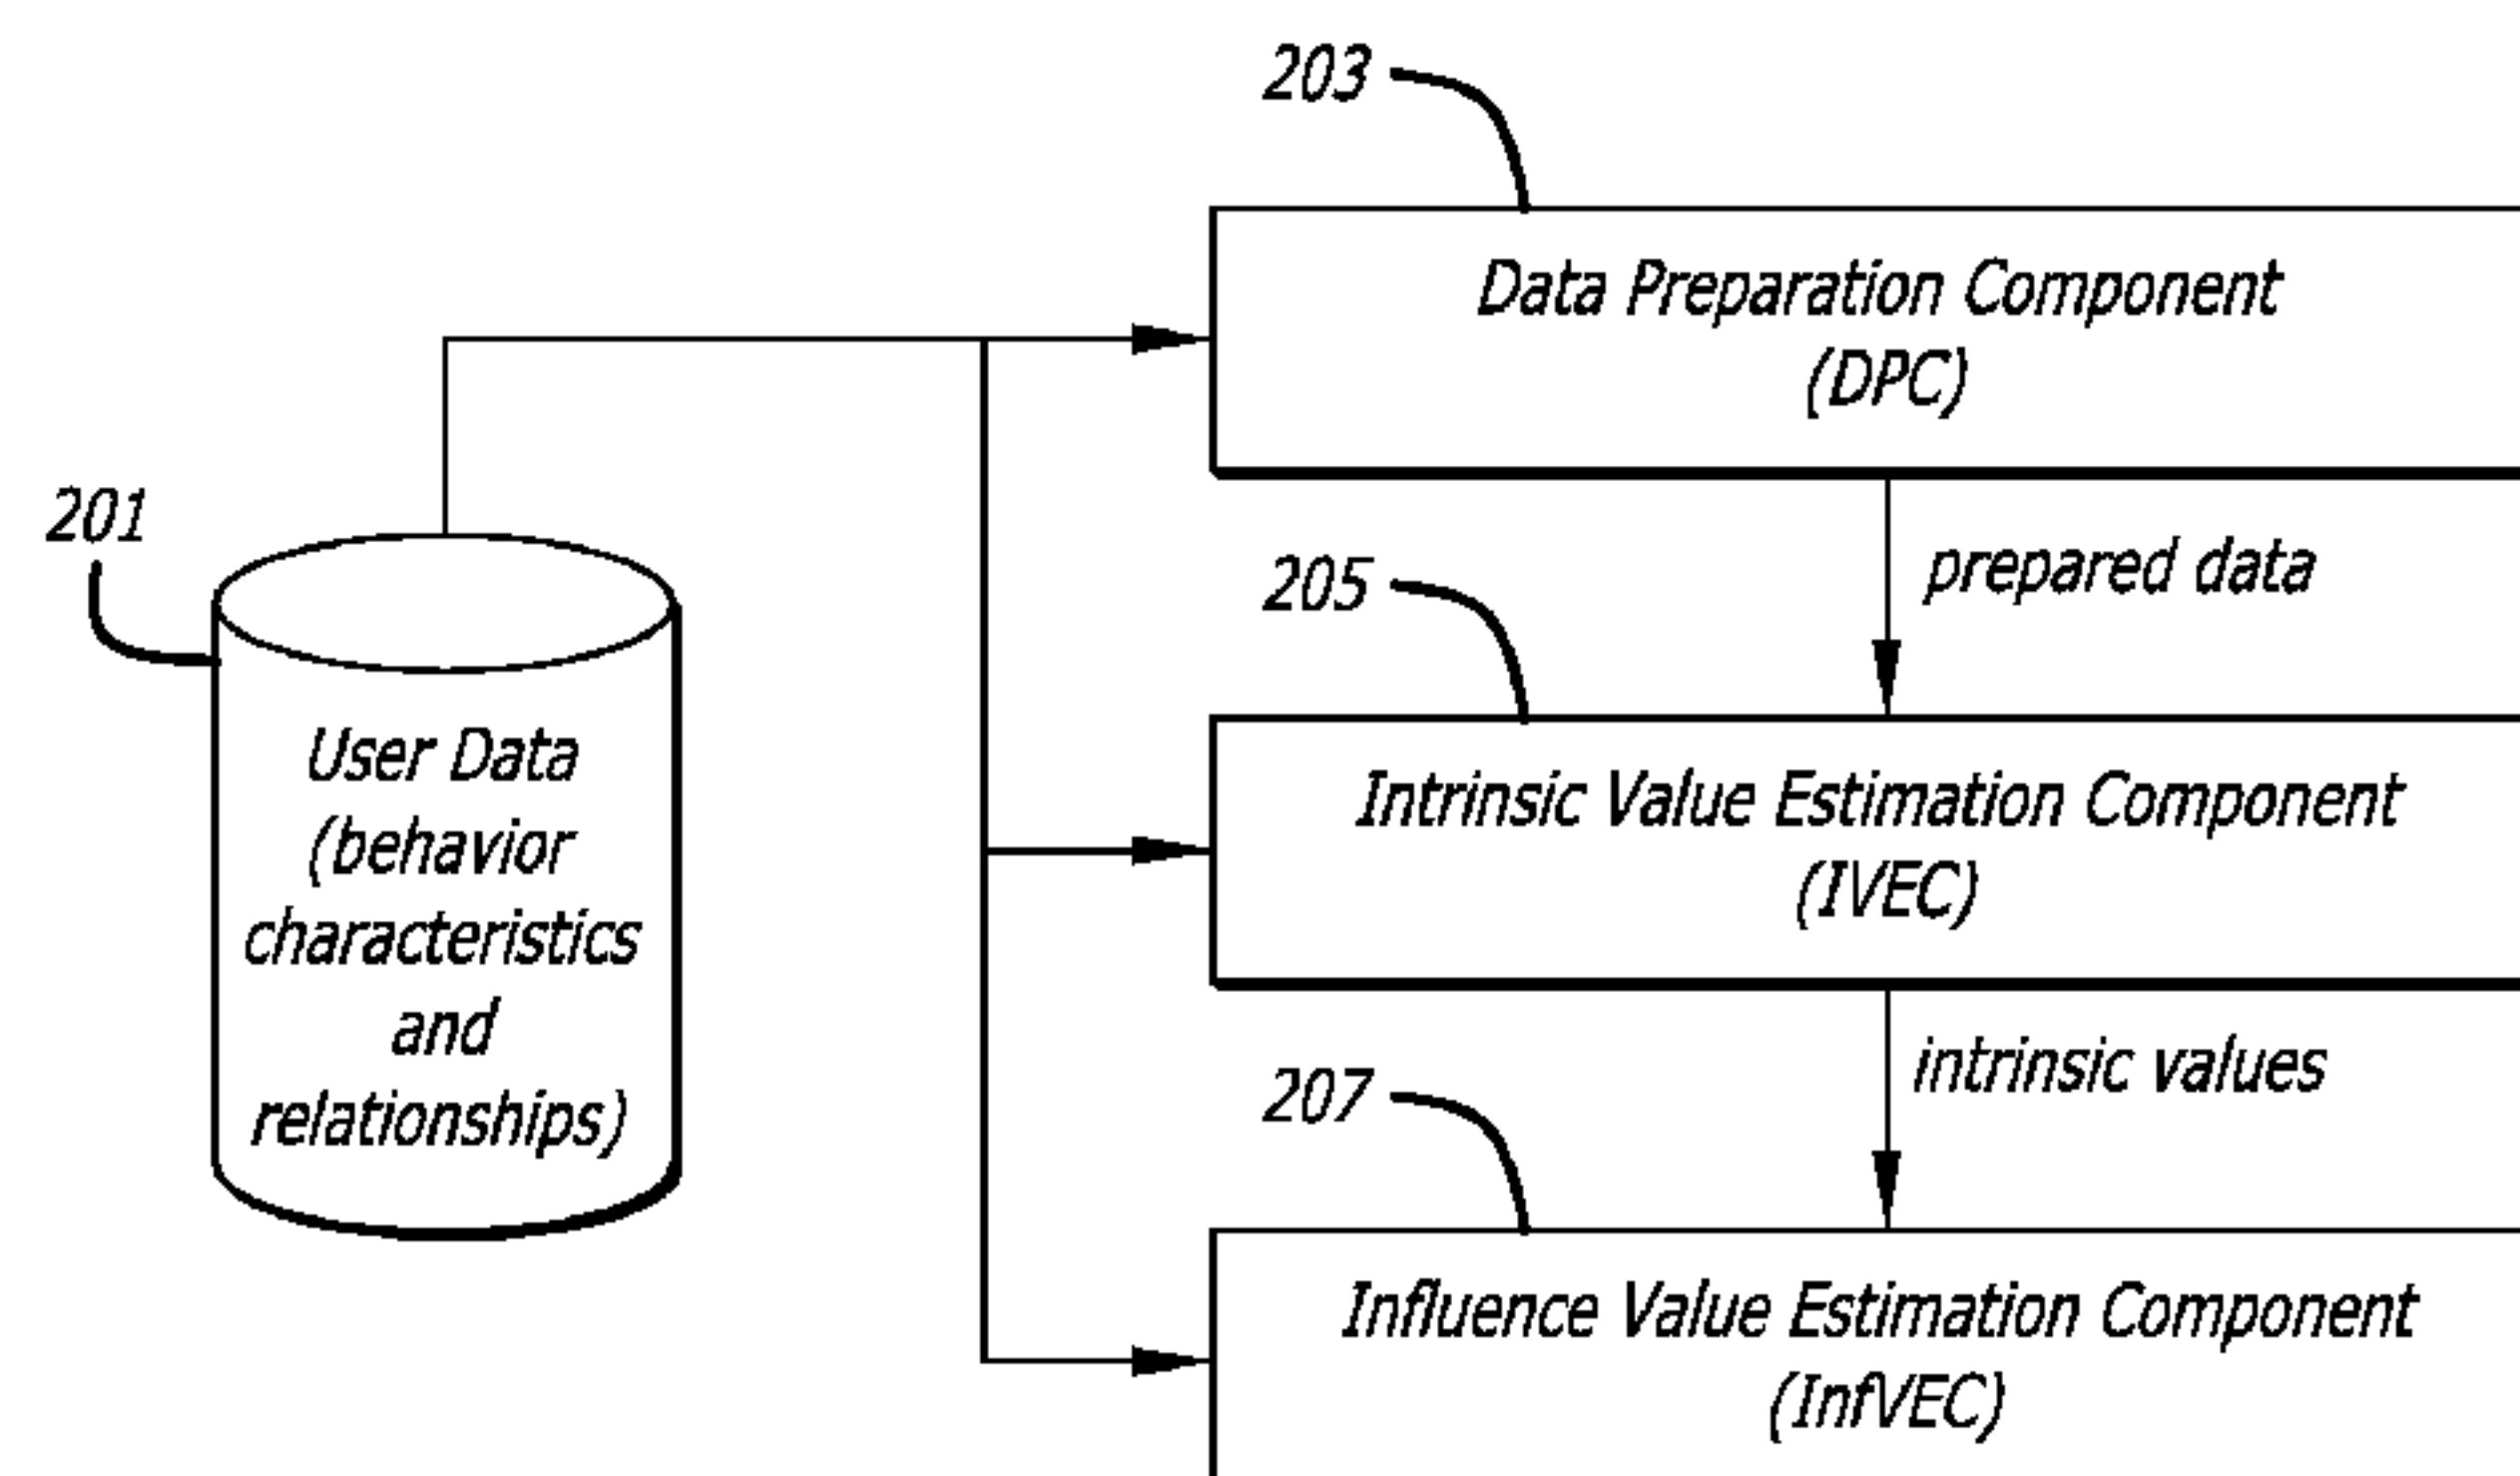 203
Data Preparation Component
(DPC)
201
prepared data
205
User Data
(behavior
characteristics
and
relationships)
Intrinsic Value Estimation Component
(IVEC)
intrinsic values
207
Influence Value Estimation Component
(InfVEC)